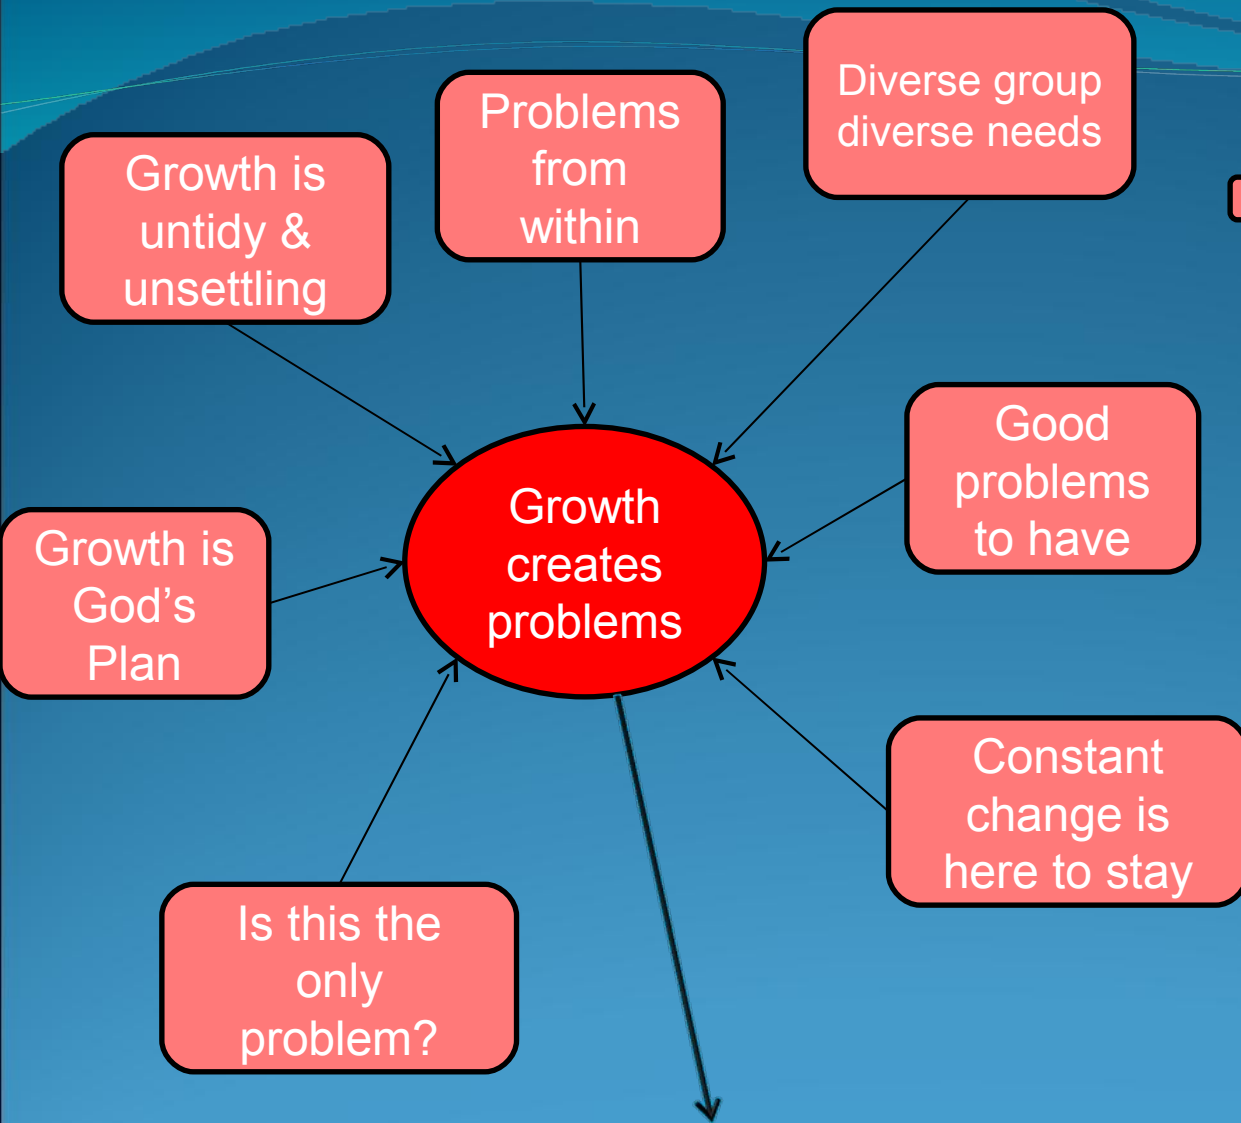 Growth is
untidy &
unsettling
Problems
from
within
Diverse group
diverse needs
Good
problems
to have
Growth
creates
problems
Growth is
God’s
Plan
Constant
change is
here to stay
Is this the
only
problem?